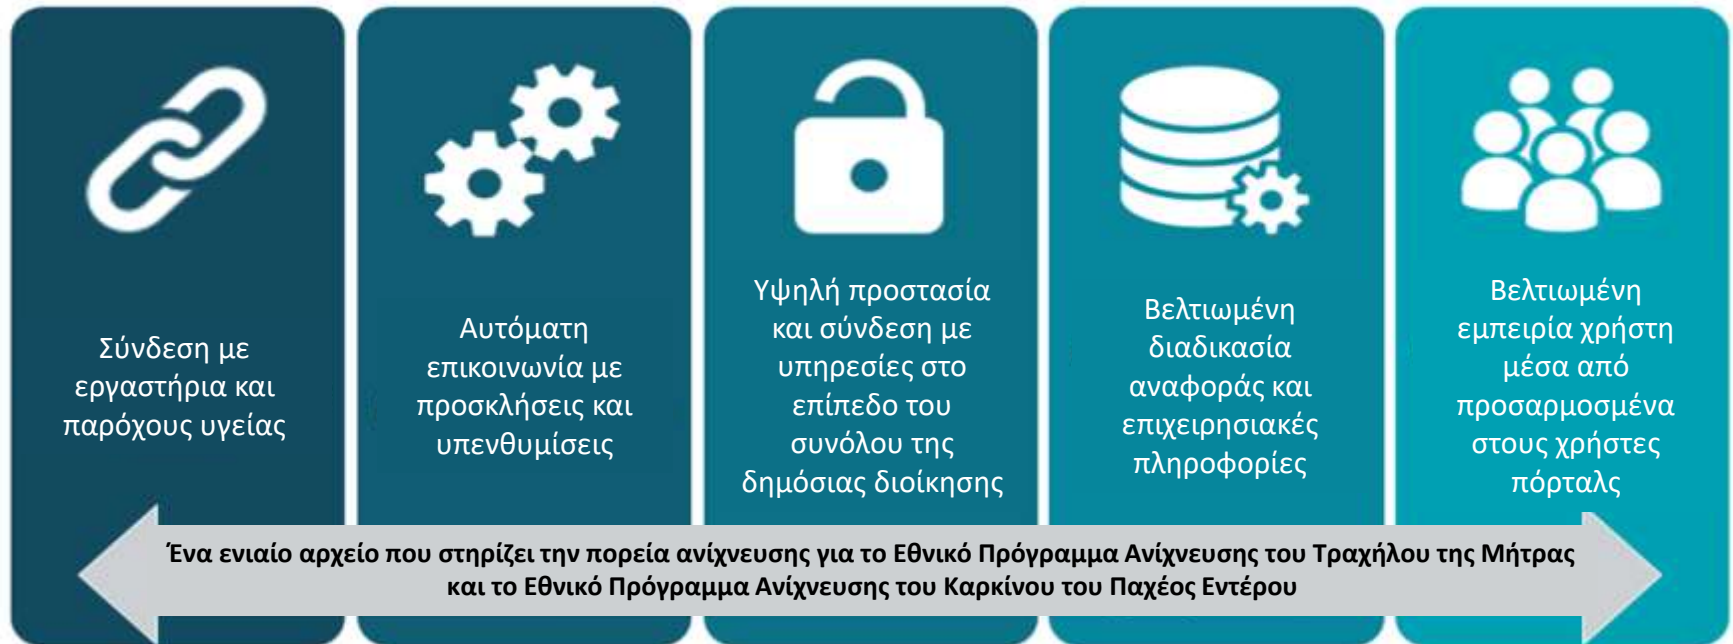 Σύνδεση με
εργαστήρια και
παρόχους υγείας
Αυτόματη
επικοινωνία με
προσκλήσεις και
υπενθυμίσεις
Υψηλή προστασία
και σύνδεση με
υπηρεσίες στο
επίπεδο του
συνόλου της
δημόσιας διοίκησης
Βελτιωμένη
διαδικασία
αναφοράς και
επιχειρησιακές
πληροφορίες
Βελτιωμένη
εμπειρία χρήστη
μέσα από
προσαρμοσμένα
στους χρήστες
πόρταλς
Ένα ενιαίο αρχείο που στηρίζει την πορεία ανίχνευσης για το Εθνικό Πρόγραμμα Ανίχνευσης του Τραχήλου της Μήτρας
και το Εθνικό Πρόγραμμα Ανίχνευσης του Καρκίνου του Παχέος Εντέρου